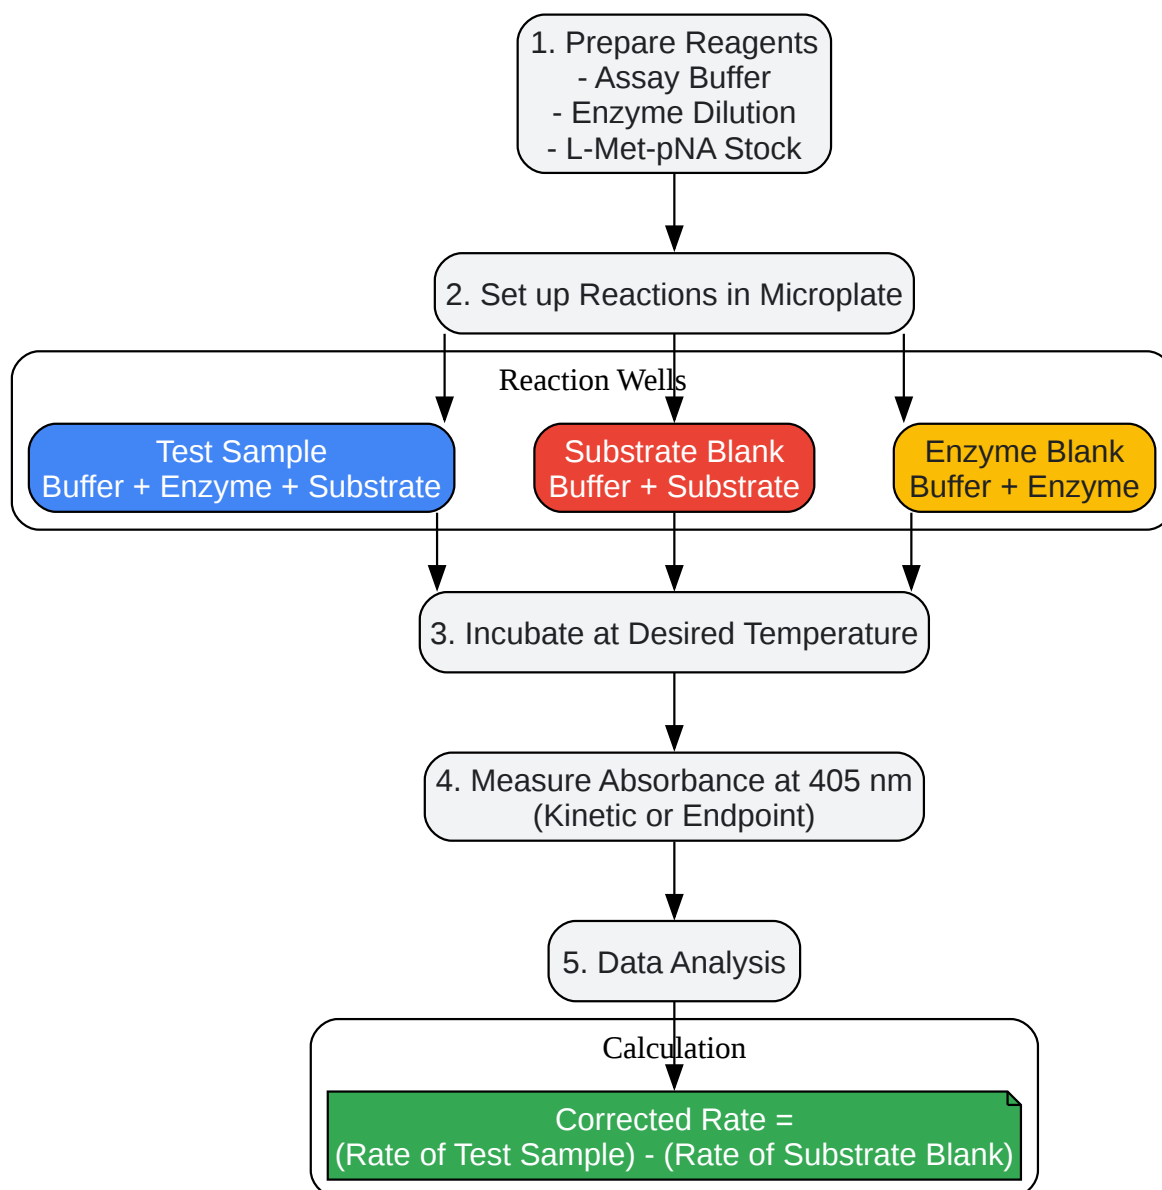 1. Prepare Reagents
- Assay Buffer
- Enzyme Dilution
- L-Met-pNA Stock
2. Set up Reactions in Microplate
Reaction Wells
Test Sample
Buffer + Enzyme + Substrate
Substrate Blank
Buffer + Substrate
Enzyme Blank
Buffer + Enzyme
3. Incubate at Desired Temperature
4. Measure Absorbance at 405 nm
(Kinetic or Endpoint)
5. Data Analysis
Calculation
Corrected Rate =
(Rate of Test Sample) - (Rate of Substrate Blank)